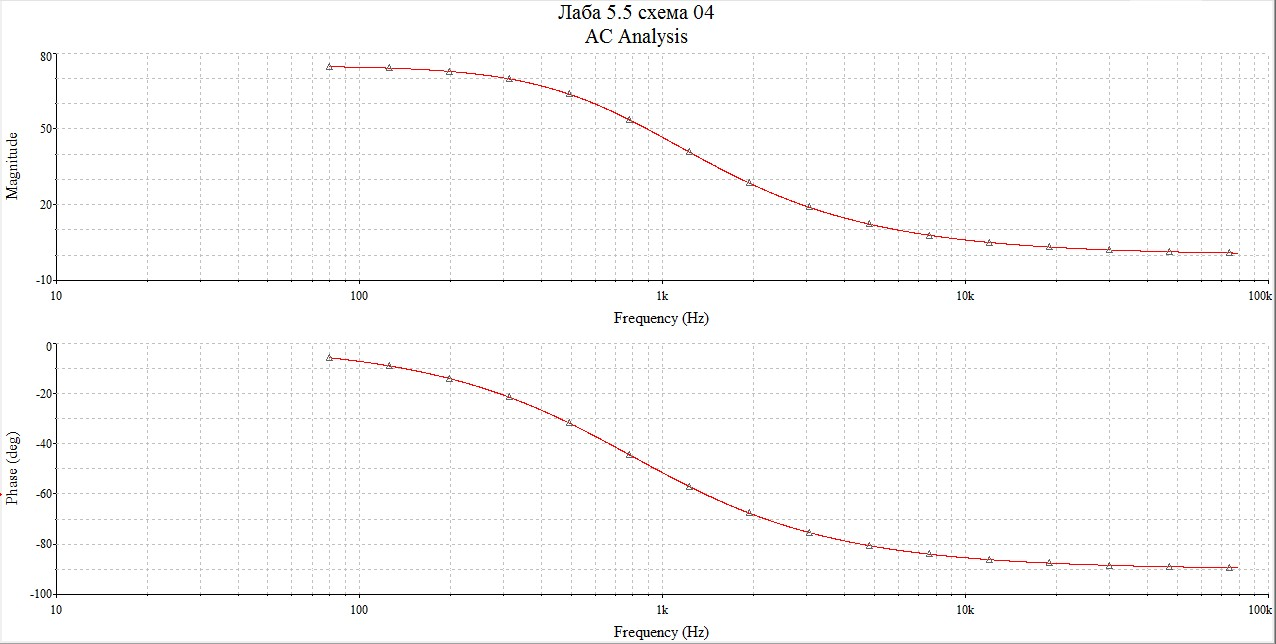 Лаба 5.5 схема 04
AC Analysis
80
50
20
-10
Magnitude
10 100 1k 10k 100k
Frequency (Hz)
0
-20
-40
-60
-80
-100
Phase (deg)
10 100 1k 10k 100k
Frequency (Hz)